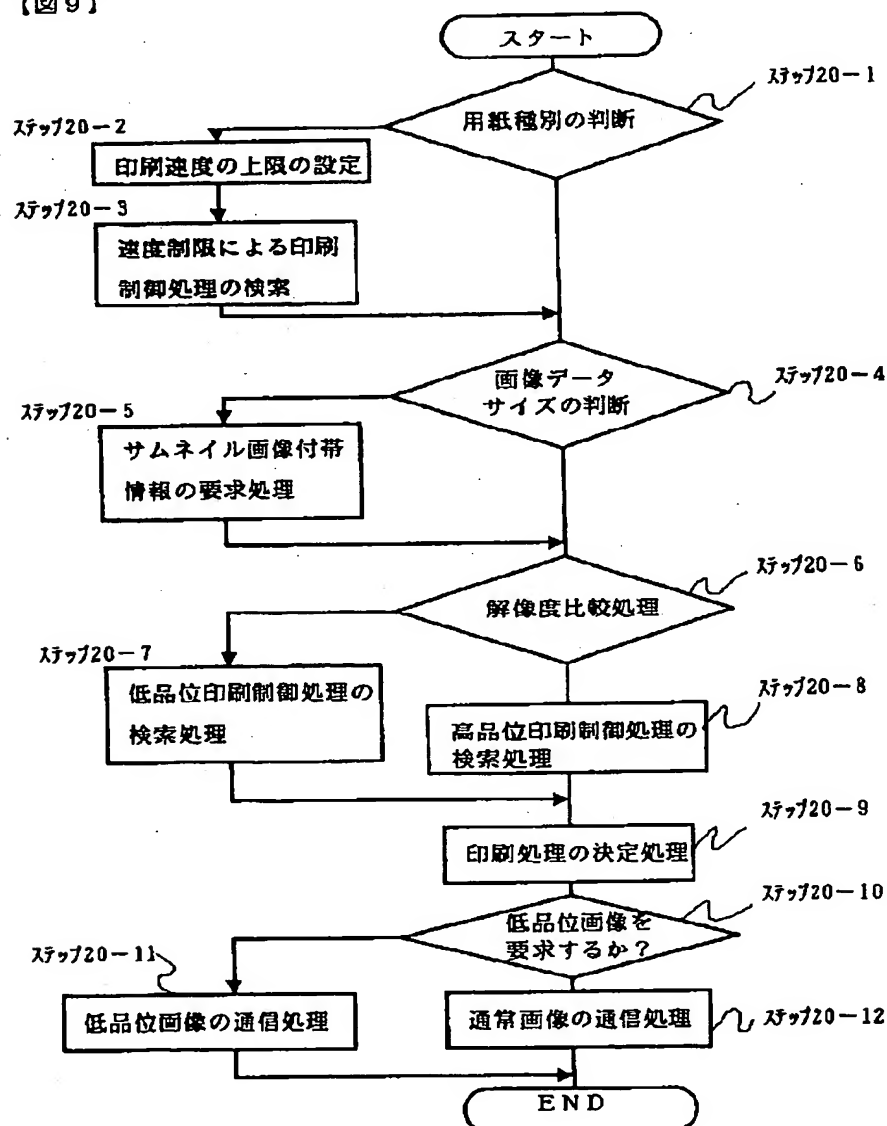 【図9】
スタート
ステップ20－1
用紙種別の判断
ステップ20－2
印刷速度の上限の設定
ステップ20－3
速度制限による印刷
制御処理の検索
画像データ
サイズの判断
ステップ20－4
ステップ20－5
サムネイル画像付帯
情報の要求処理
ステップ20－6
解像度比較処理
ステップ20－7
低品位印刷制御処理の
検索処理
ステップ20－8
高品位印刷制御処理の
検索処理
ステップ20－9
印刷処理の決定処理
ステップ20－10
低品位画像を
要求するか？
ステップ20－11
低品位画像の通信処理
通常画像の通信処理
ステップ20－12
END